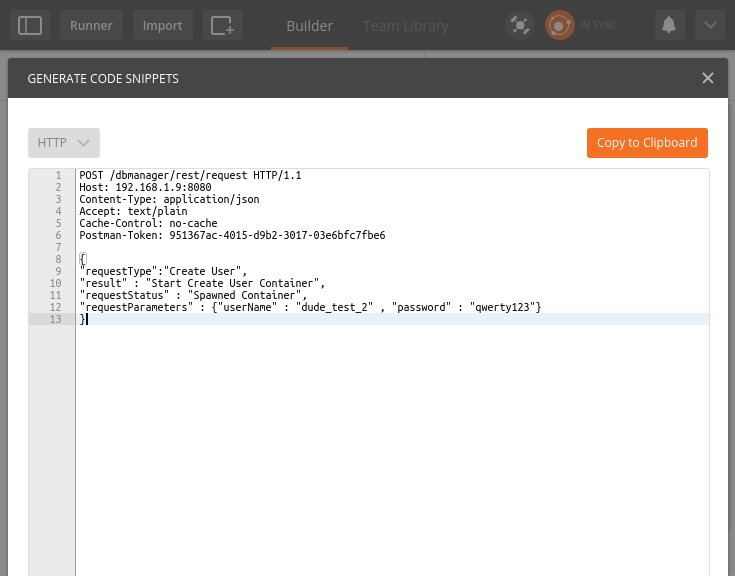 Runner Import Builder Team Library IN SYNC
GENERATE CODE SNIPPETS
HTTP Copy to Clipboard
1 POST /dbmanager/rest/request HTTP/1.1
2 Host: 192.168.1.9:8080
3 Content-Type: application/json
4 Accept: text/plain
5 Cache-Control: no-cache
6 Postman-Token: 951367ac-4015-d9b2-3017-03e6bfc7fbe6
7
8 {
9 "requestType":"Create User",
10 "result" : "Start Create User Container",
11 "requestStatus" : "Spawned Container",
12 "requestParameters" : {"userName" : "dude_test_2" , "password" : "qwerty123"}
13 }